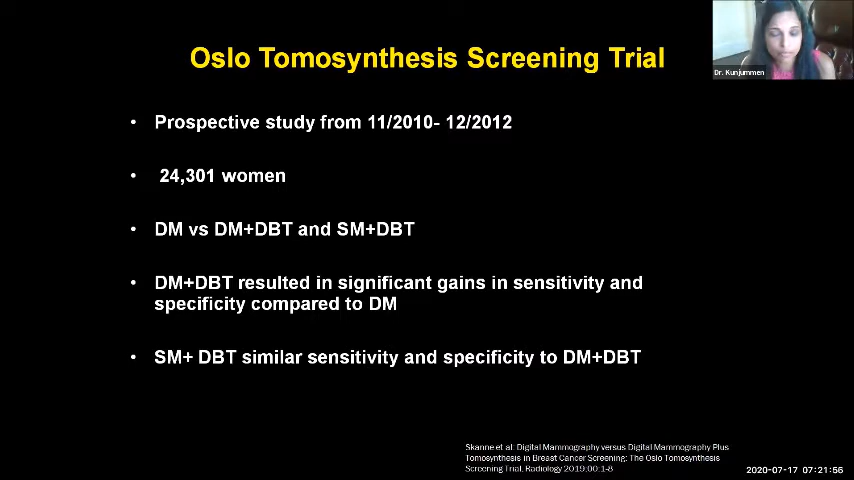 Oslo Tomosynthesis Screening Trial
Dr. Kunjummen
• Prospective study from 11/2010- 12/2012
• 24,301 women
• DM vs DM+DBT and SM+DBT
• DM+DBT resulted in significant gains in sensitivity and
specificity compared to DM
• SM+ DBT similar sensitivity and specificity to DM+DBT
Skanne et al: Digital Mammography versus Digital Mammography Plus
Tomosynthesis in Breast Cancer Screening: The Oslo Tomosynthesis
Screening Trial, Radiology 2019:00:1-8
2020-07-17 07:21:56